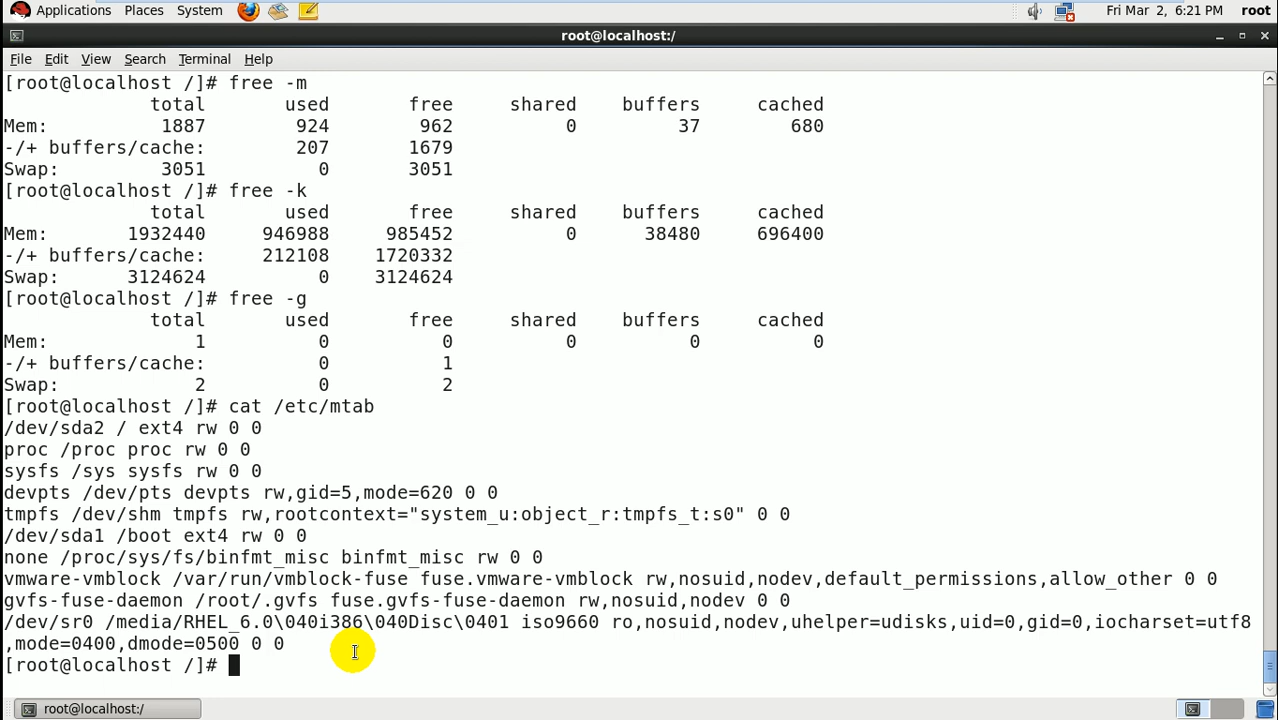 Applications Places System Fri Mar 2, 6:21 PM root
root@localhost:/
File Edit View Search Terminal Help
[root@localhost /]# free -m
total used free shared buffers cached
Mem: 1887 924 962 0 37 680
-/+ buffers/cache: 207 1679
Swap: 3051 0 3051
[root@localhost /]# free -k
total used free shared buffers cached
Mem: 1932440 946988 985452 0 38480 696400
-/+ buffers/cache: 212108 1720332
Swap: 3124624 0 3124624
[root@localhost /]# free -g
total used free shared buffers cached
Mem: 1 0 0 0 0 0
-/+ buffers/cache: 0 1
Swap: 2 0 2
[root@localhost /]# cat /etc/mtab
/dev/sda2 / ext4 rw 0 0
proc /proc proc rw 0 0
sysfs /sys sysfs rw 0 0
devpts /dev/pts devpts rw,gid=5,mode=620 0 0
tmpfs /dev/shm tmpfs rw,rootcontext="system_u:object_r:tmpfs_t:s0" 0 0
/dev/sda1 /boot ext4 rw 0 0
none /proc/sys/fs/binfmt_misc binfmt_misc rw 0 0
vmware-vmblock /var/run/vmblock-fuse fuse.vmware-vmblock rw,nosuid,nodev,default_permissions,allow_other 0 0
gvfs-fuse-daemon /root/.gvfs fuse.gvfs-fuse-daemon rw,nosuid,nodev 0 0
/dev/sr0 /media/RHEL_6.0\040i386\040Disc\0401 iso9660 ro,nosuid,nodev,uhelper=udisks,uid=0,gid=0,iocharset=utf8
,mode=0400,dmode=0500 0 0
[root@localhost /]#
root@localhost:/